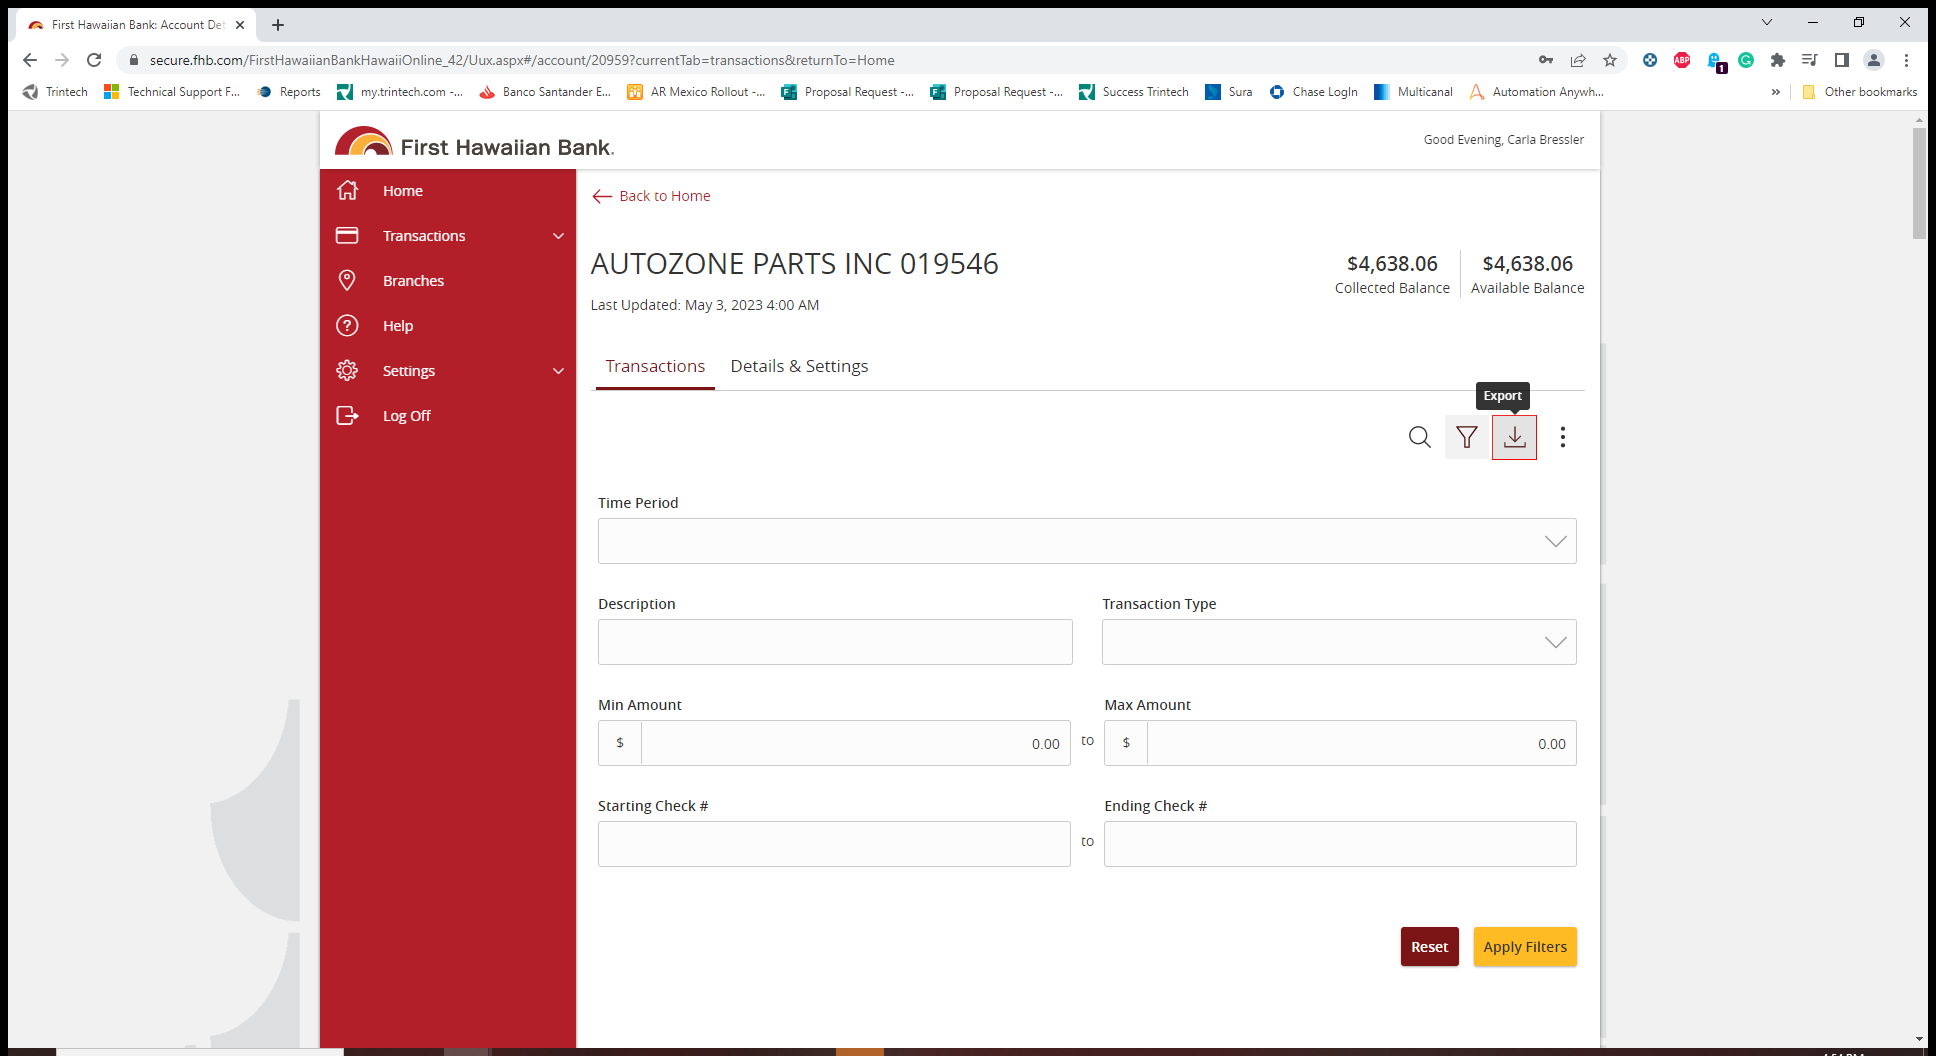 First Hawaiian Bank: Account Det
secure.fhb.com/FirstHawaiianBankHawaiiOnline_42/Uux.aspx#/account/20959?currentTab=transactions&returnTo=Home
ABP
1
Trintech
Technical Support F...
Reports
my.trintech.com -...
Banco Santander E...
AR Mexico Rollout -...
Proposal Request -...
Proposal Request -...
Success Trintech
Sura
Chase LogIn
Multicanal
Automation Anywh...
»
Other bookmarks
First Hawaiian Bank.
Good Evening, Carla Bressler
Home
Transactions
Branches
Help
Settings
Log Off
Back to Home
AUTOZONE PARTS INC 019546
Last Updated: May 3, 2023 4:00 AM
$4,638.06
Collected Balance
$4,638.06
Available Balance
Transactions
Details & Settings
Export
Time Period
Description
Transaction Type
Min Amount
$
0.00
to
Max Amount
$
0.00
Starting Check #
to
Ending Check #
Reset
Apply Filters